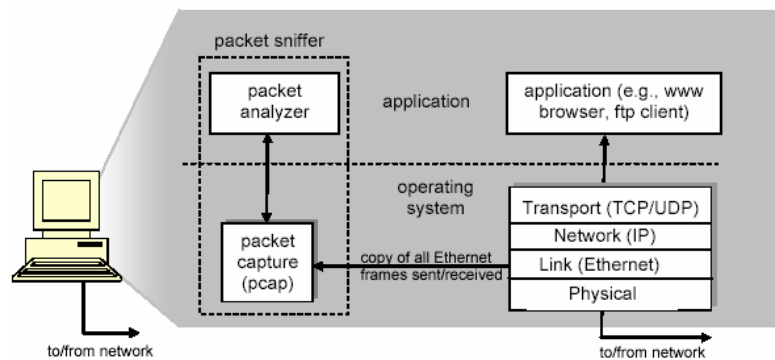 packet sniffer
packet
analyzer
application
application (e.g., www
browser, ftp client)
operating
system
packet
capture
(pcap)
copy of all Ethernet
frames sent/received
Transport (TCP/UDP)
Network (IP)
Link (Ethernet)
Physical
to/from network
to/from network